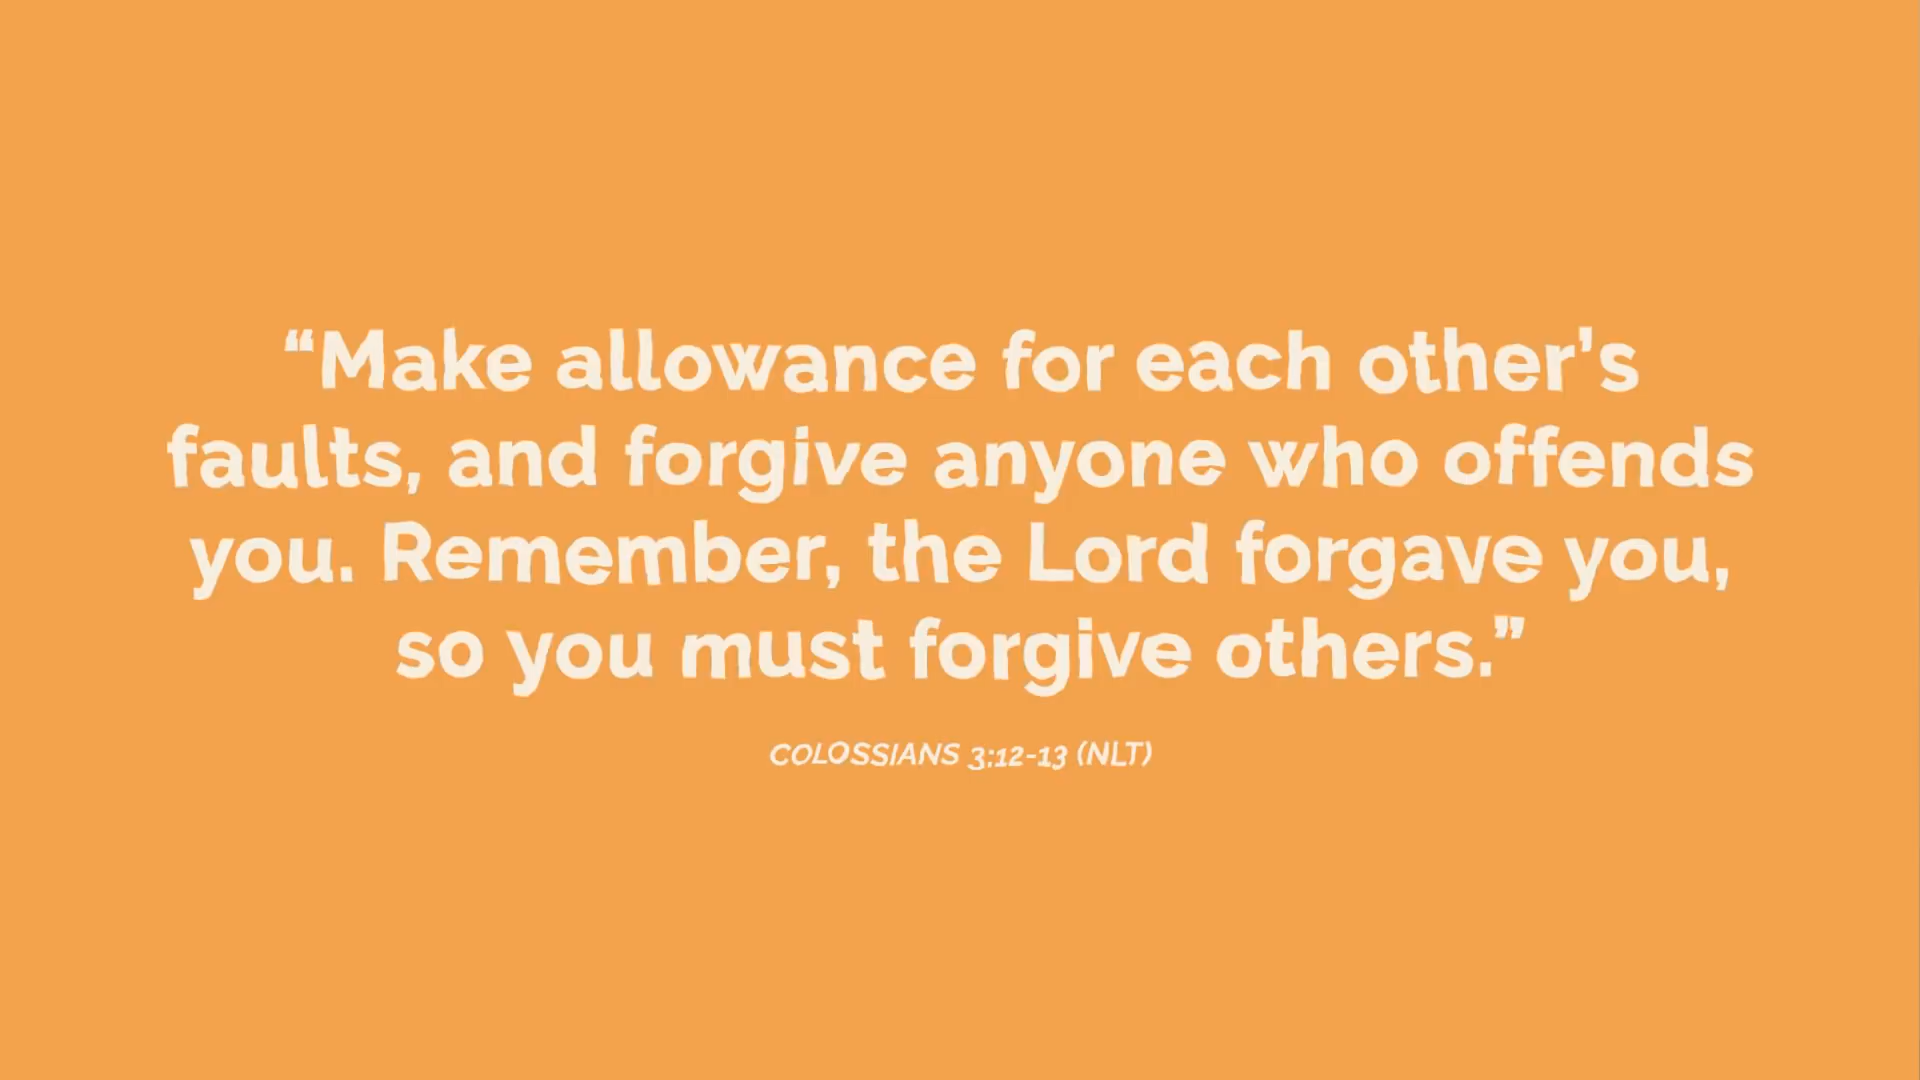 “Make allowance for each other’s
faults, and forgive anyone who offends
you. Remember, the Lord forgave you,
so you must forgive others.”
COLOSSIANS 3:12-13 (NLT)